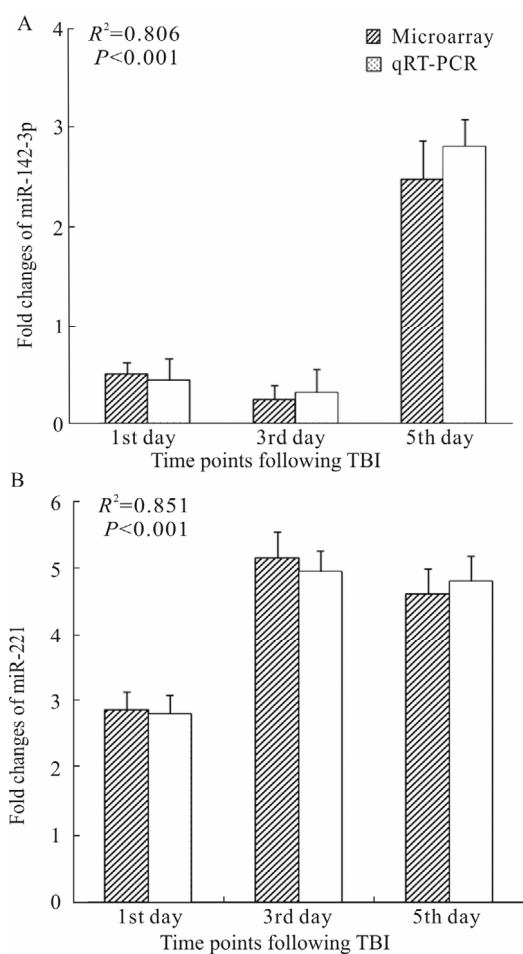 A
R²=0.806
P<0.001
Microarray
qRT-PCR
Fold changes of miR-142-3p
4
3
2
1
0
1st day 3rd day 5th day
Time points following TBI
B
R²=0.851
P<0.001
Fold changes of miR-221
6
5
4
3
2
1
0
1st day 3rd day 5th day
Time points following TBI